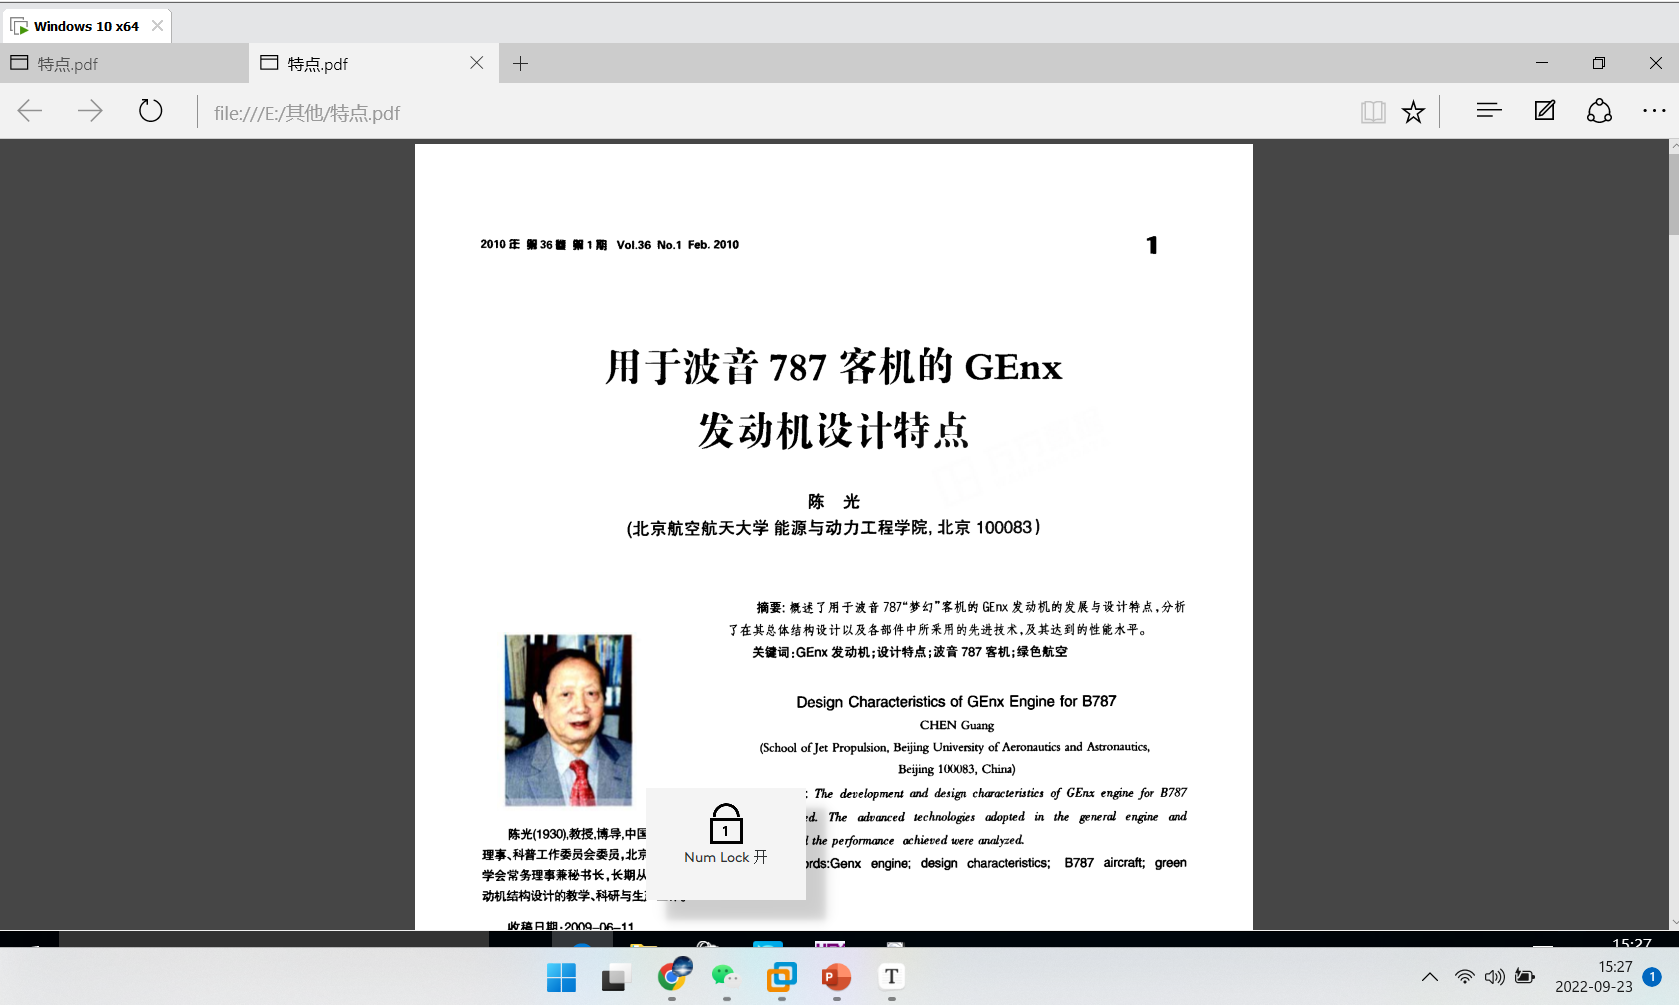 Windows 10 x64
特点.pdf
特点.pdf
file:///E:/其他/特点.pdf
2010 年 第 36 卷 第 1 期 Vol.36 No.1 Feb. 2010
1
用于波音 787 客机的 GEnx
发动机设计特点
陈 光
(北京航空航天大学 能源与动力工程学院, 北京 100083)
摘要: 概述了用于波音 787“梦幻”客机的 GEnx 发动机的发展与设计特点, 分析
了在其总体结构设计以及各部件中所采用的先进技术, 及其达到的性能水平。
关键词: GEnx 发动机; 设计特点; 波音 787 客机; 绿色航空
Design Characteristics of GEnx Engine for B787
CHEN Guang
(School of Jet Propulsion, Beijing University of Aeronautics and Astronautics,
Beijing 100083, China)
: The development and design characteristics of GEnx engine for B787
ed. The advanced technologies adopted in the general engine and
the performance achieved were analyzed.
rds:Genx engine; design characteristics; B787 aircraft; green
陈光(1930), 教授, 博导, 中国
理事、科普工作委员会委员, 北京
学会常务理事兼秘书长, 长期从
动机结构设计的教学、科研与生
收稿日期: 2009-06-11
1
Num Lock 开
15:27
P
T
15:27
2022-09-23
1